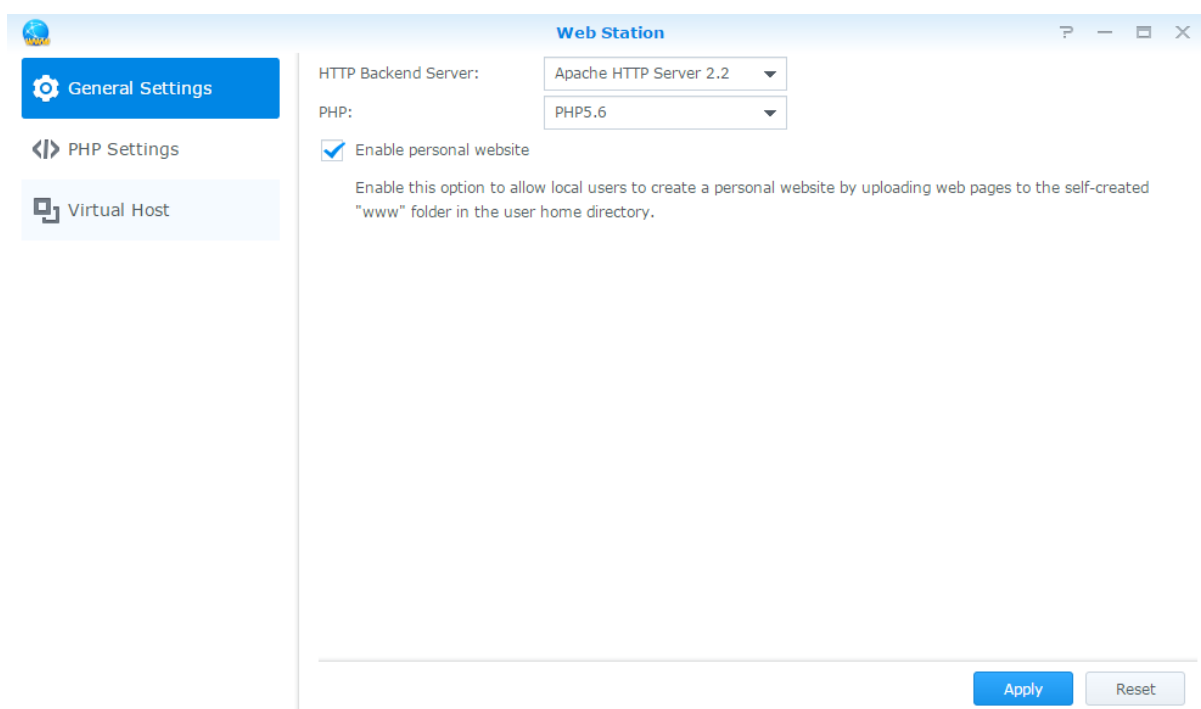 Web Station
General Settings
PHP Settings
Virtual Host
HTTP Backend Server: Apache HTTP Server 2.2
PHP: PHP5.6
Enable personal website
Enable this option to allow local users to create a personal website by uploading web pages to the self-created
"www" folder in the user home directory.
Apply Reset